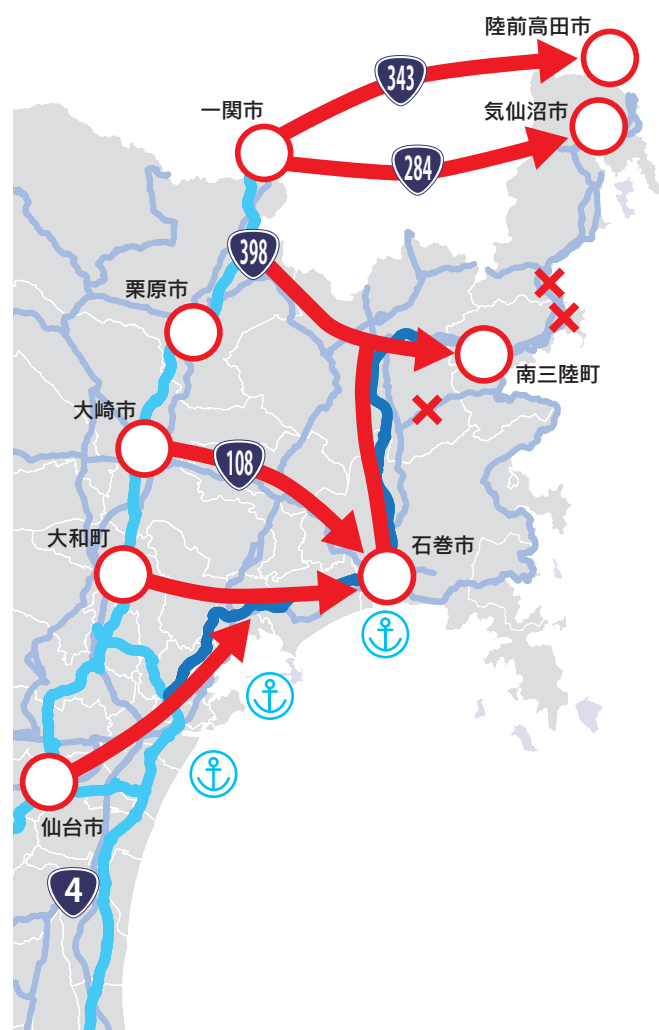 陸前高田市
343
一関市
気仙沼市
284
398
栗原市
南三陸町
大崎市
108
大和町
石巻市
仙台市
4